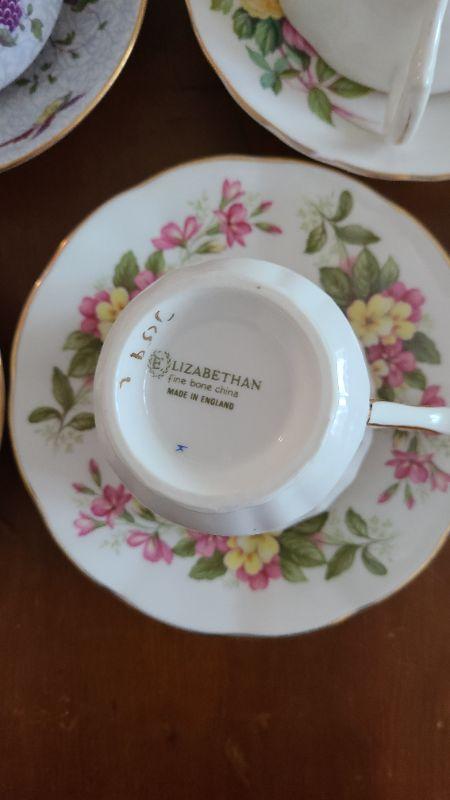 ELIZABETHAN
fine bone china
MADE IN ENGLAND
K